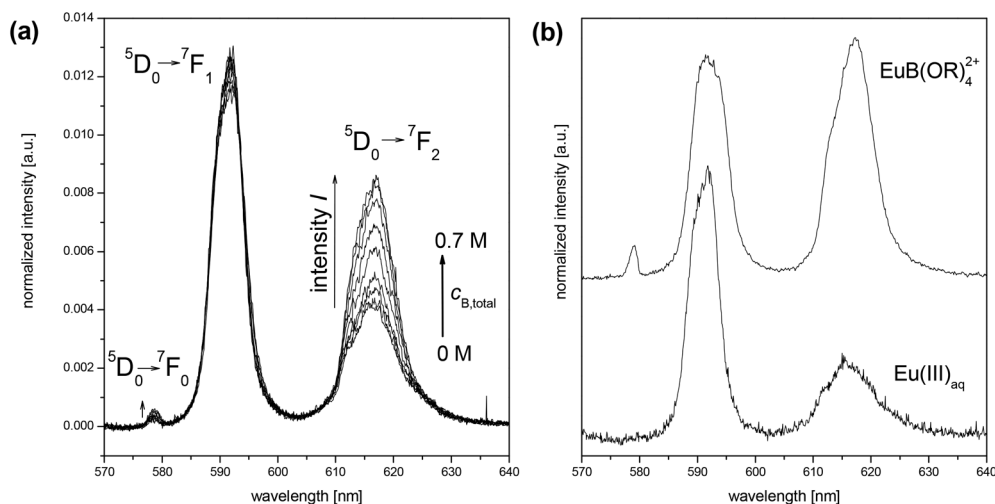 (a)
0.014
0.012
0.010
0.008
0.006
0.004
0.002
0.000
normalized intensity [a.u.]
⁵D₀→⁷F₁
⁵D₀→⁷F₂
⁵D₀→⁷F₀
intensity I
0.7 M
c_B,total
0 M
570 580 590 600 610 620 630 640
wavelength [nm]
(b)
normalized intensity [a.u.]
EuB(OR)₄²⁺
Eu(III)aq
570 580 590 600 610 620 630 640
wavelength [nm]